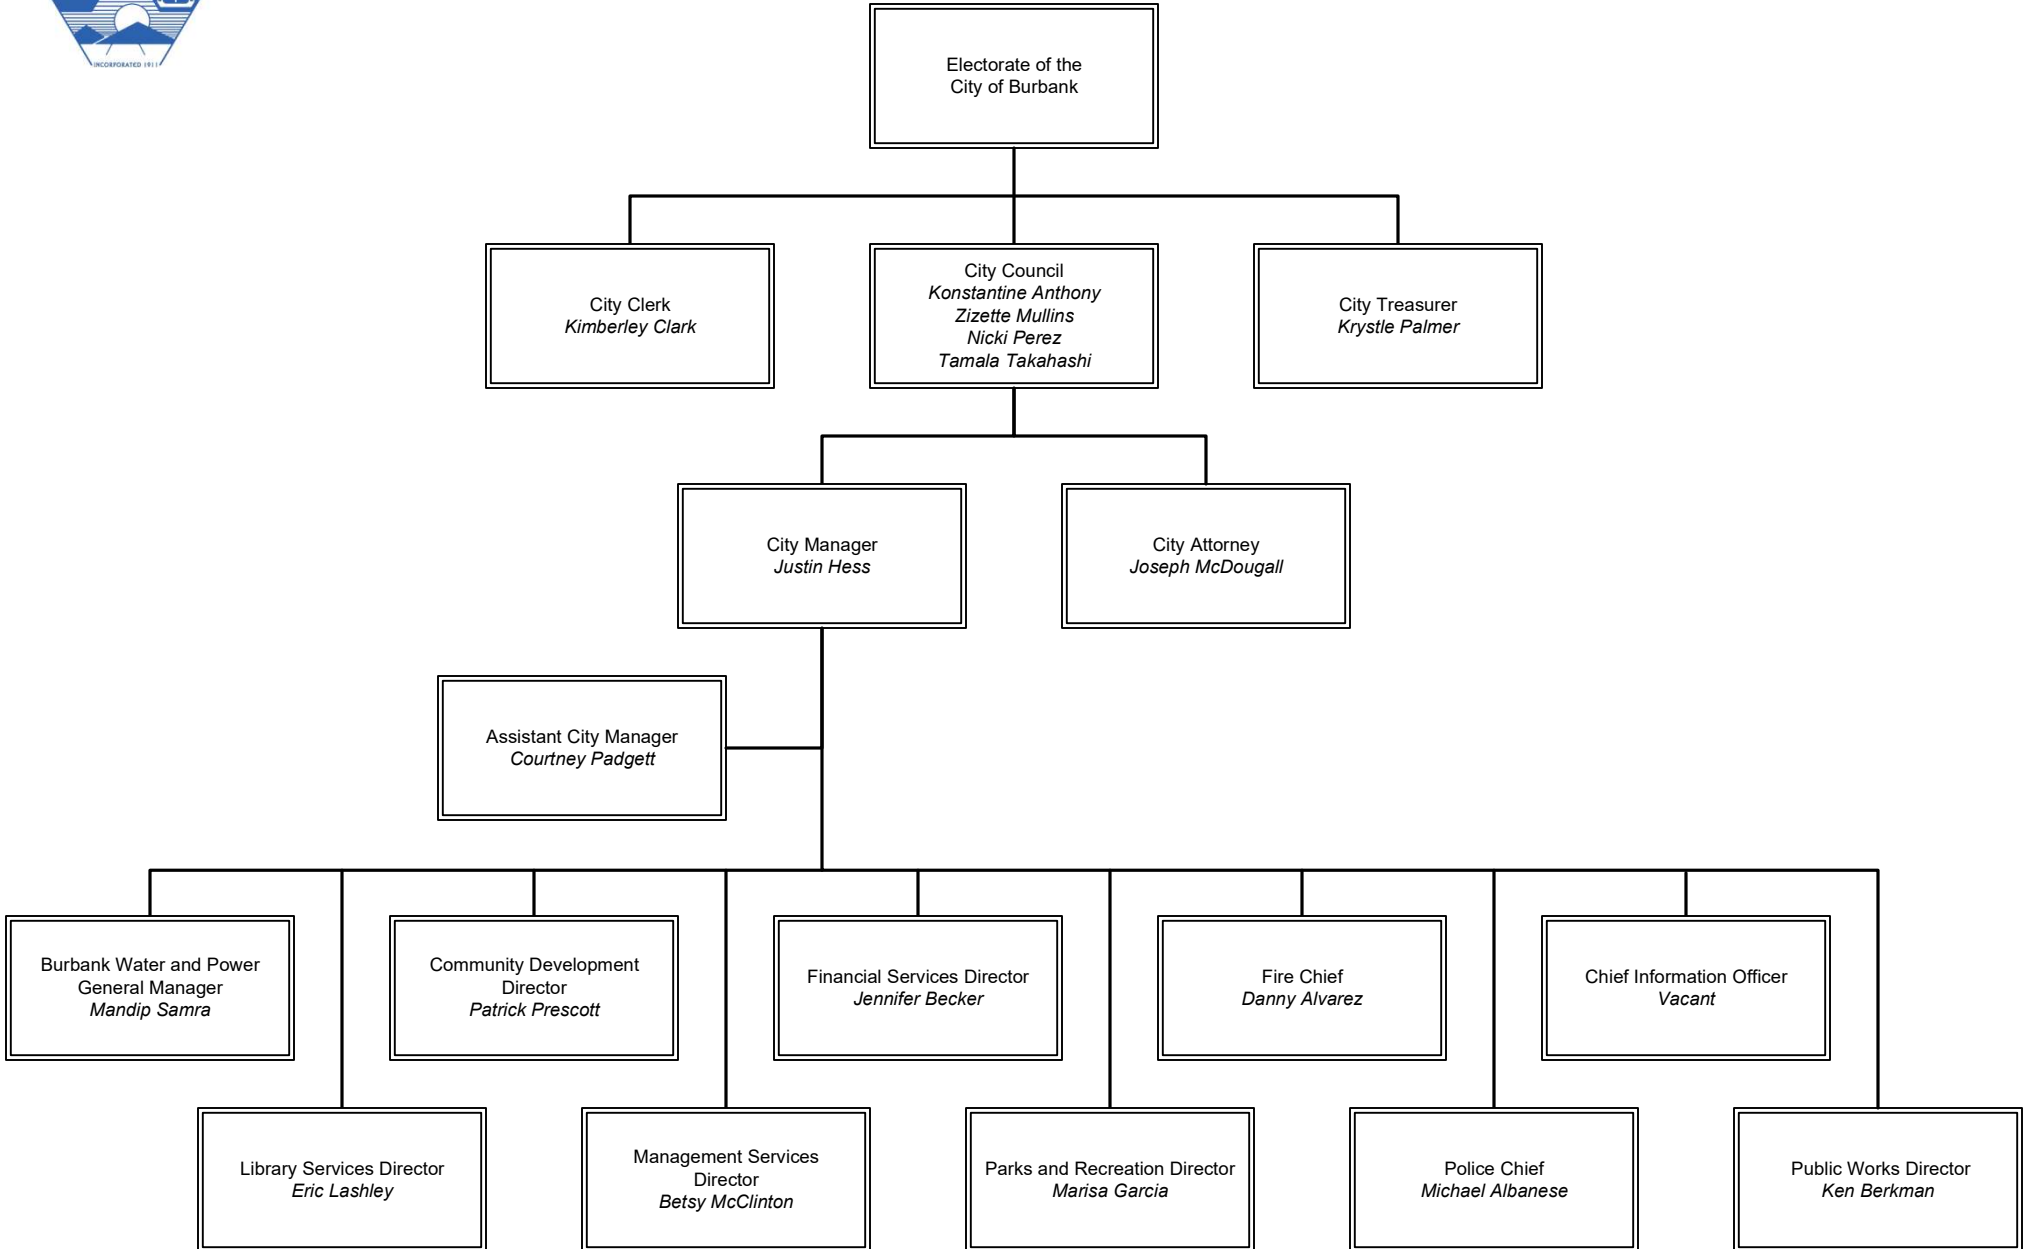 INCORPORATED 1911
Electorate of the
City of Burbank
City Clerk
Kimberley Clark
City Council
Konstantine Anthony
Zizette Mullins
Nicki Perez
Tamala Takahashi
City Treasurer
Krystle Palmer
City Manager
Justin Hess
City Attorney
Joseph McDougall
Assistant City Manager
Courtney Padgett
Burbank Water and Power
General Manager
Mandip Samra
Community Development
Director
Patrick Prescott
Financial Services Director
Jennifer Becker
Fire Chief
Danny Alvarez
Chief Information Officer
Vacant
Library Services Director
Eric Lashley
Management Services
Director
Betsy McClinton
Parks and Recreation Director
Marisa Garcia
Police Chief
Michael Albanese
Public Works Director
Ken Berkman